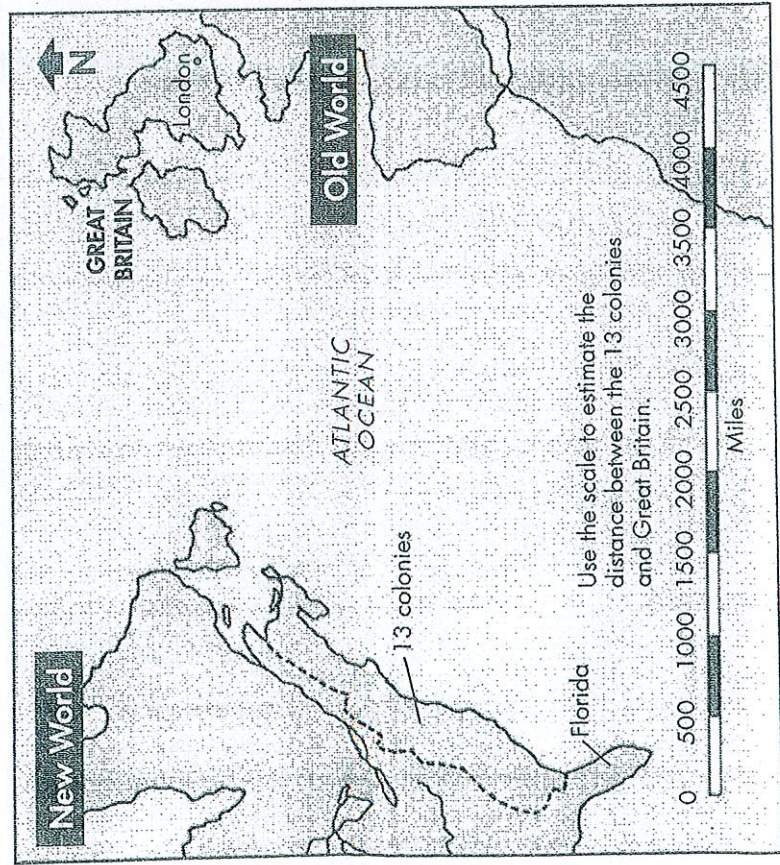 New World
N
GREAT
BRITAIN
London
Old World
ATLANTIC
OCEAN
13 colonies
Florida
Use the scale to estimate the
distance between the 13 colonies
and Great Britain.
0 500 1000 1500 2000 2500 3000 3500 4000 4500
Miles